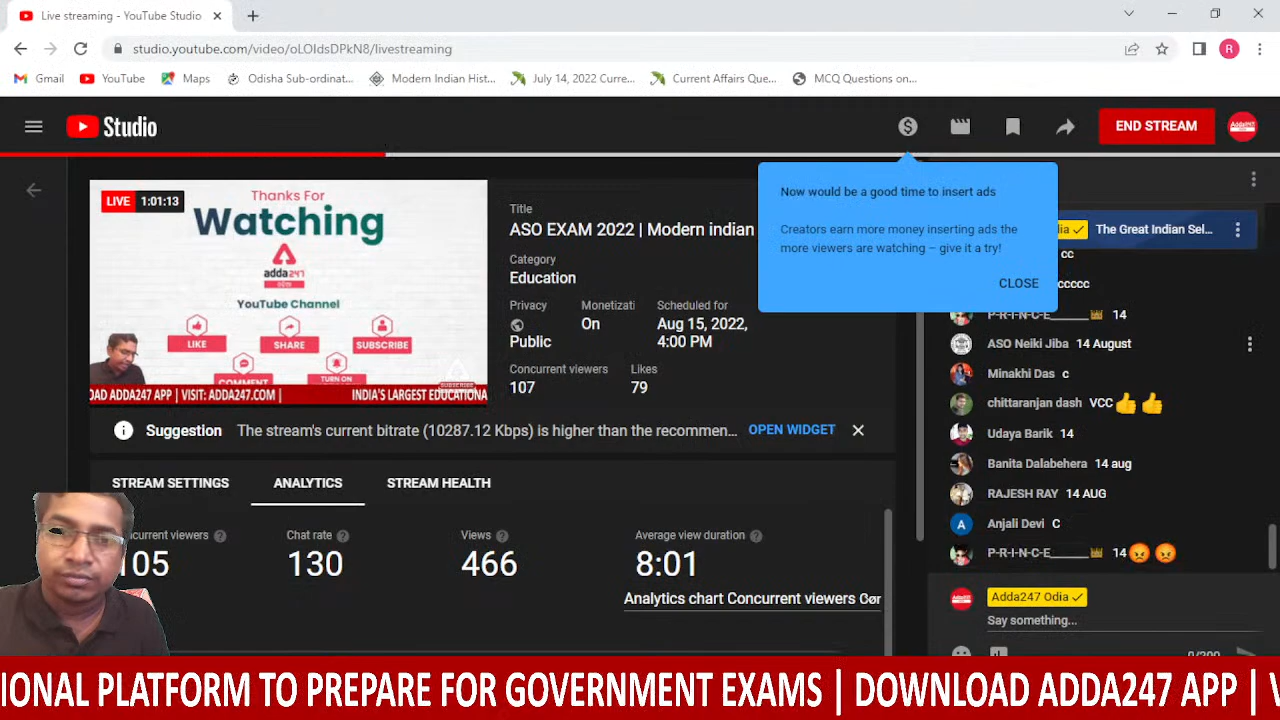 Live streaming - YouTube Studio
studio.youtube.com/video/oLOIdsDPkN8/livestreaming
R
Gmail
YouTube
Maps
Odisha Sub-ordinat...
Modern Indian Hist...
July 14, 2022 Curre...
Current Affairs Que...
MCQ Questions on...
Studio
END STREAM
LIVE 1:01:13
Thanks For
Watching
adda247
YouTube Channel
LIKE
SHARE
SUBSCRIBE
COMMENT
TURN ON
SUBSCRIBE
OAD ADDA247 APP | VISIT: ADDA247.COM | INDIA'S LARGEST EDUCATIONA
Title
ASO EXAM 2022 | Modern indian
Category
Education
Privacy
Public
Monetizati
On
Scheduled for
Aug 15, 2022,
4:00 PM
Concurrent viewers
107
Likes
79
Now would be a good time to insert ads
Creators earn more money inserting ads the
more viewers are watching – give it a try!
CLOSE
Suggestion The stream's current bitrate (10287.12 Kbps) is higher than the recommen... OPEN WIDGET
STREAM SETTINGS
ANALYTICS
STREAM HEALTH
current viewers
105
Chat rate
130
Views
466
Average view duration
8:01
Analytics chart Concurrent viewers Cor
ia The Great Indian Sel...
cc
ccccc
P-R-I-N-C-E______👑 14
ASO Neiki Jiba 14 August
Minakhi Das c
chittaranjan dash VCC👍👍
Udaya Barik 14
Banita Dalabehera 14 aug
RAJESH RAY 14 AUG
A Anjali Devi C
P-R-I-N-C-E______👑 14😡😡
Adda247 Odia
Say something...
0/200
IONAL PLATFORM TO PREPARE FOR GOVERNMENT EXAMS | DOWNLOAD ADDA247 APP | V